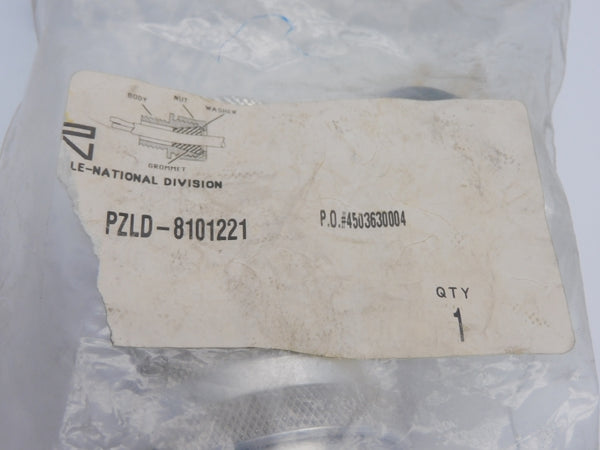 BODY NUT WASHER
GROMMET
LE-NATIONAL DIVISION
PZLD-8101221 P.O.#4503630004
QTY
1